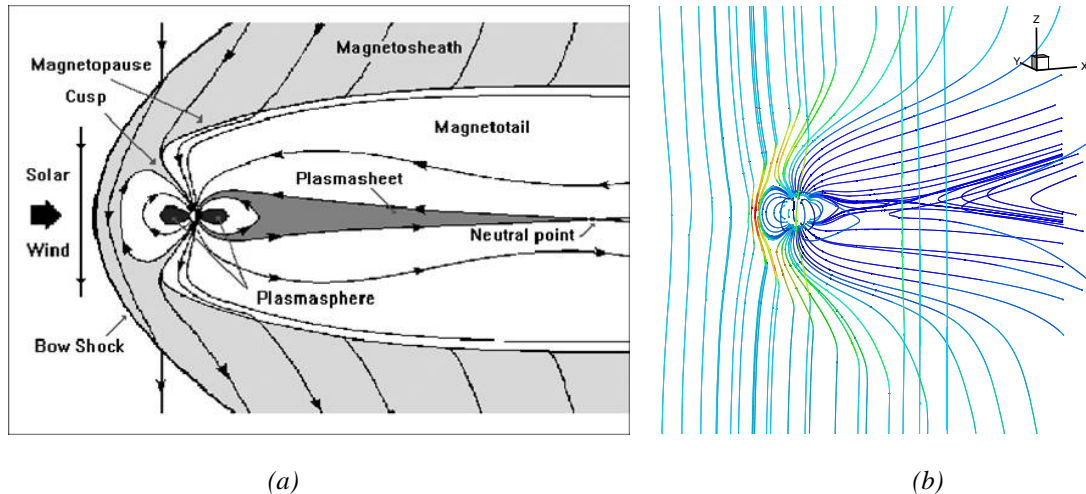 Magnetosheath
Magnetopause
Cusp
Magnetotail
Solar
Plasmasheet
Wind
Neutral point
Plasmasphere
Bow Shock
Z
Y
X
(a)
(b)